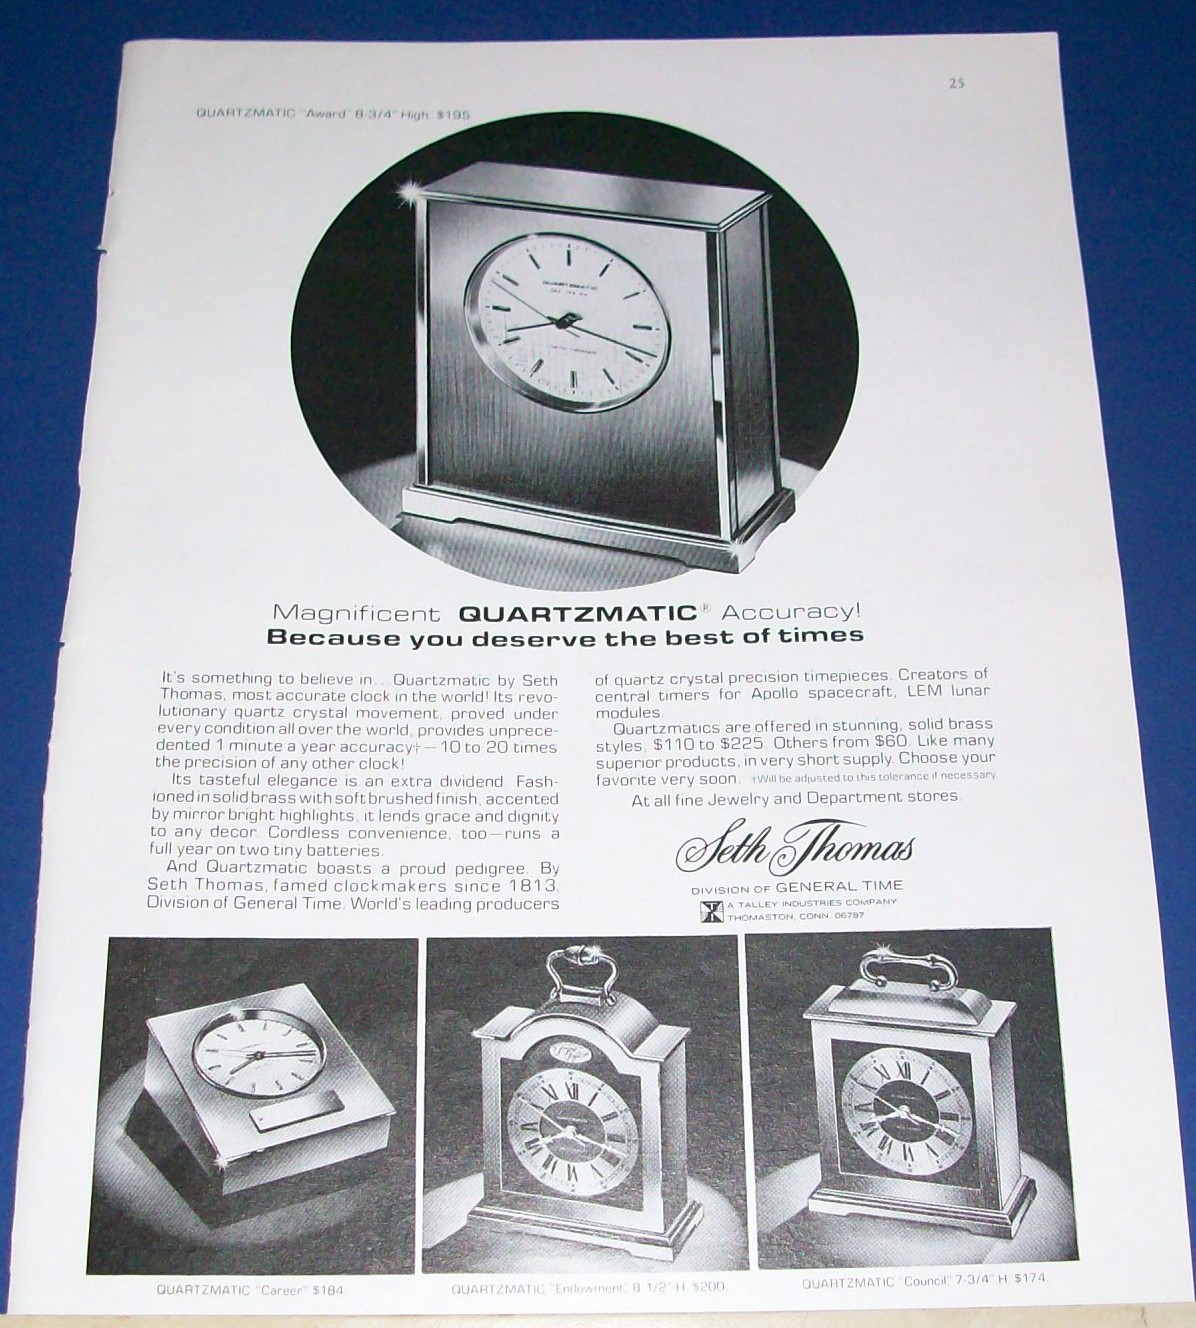 25
QUARTZMATIC "Award" 8-3/4" High. $195
QUARTZMATIC
Magnificent QUARTZMATIC® Accuracy!
Because you deserve the best of times
It's something to believe in...Quartzmatic by Seth
Thomas, most accurate clock in the world! Its revo-
lutionary quartz crystal movement, proved under
every condition all over the world, provides unprece-
dented 1 minute a year accuracy†—10 to 20 times
the precision of any other clock!
Its tasteful elegance is an extra dividend. Fash-
ioned in solid brass with soft brushed finish, accented
by mirror bright highlights, it lends grace and dignity
to any decor. Cordless convenience, too—runs a
full year on two tiny batteries.
And Quartzmatic boasts a proud pedigree. By
Seth Thomas, famed clockmakers since 1813,
Division of General Time. World's leading producers
of quartz crystal precision timepieces. Creators of
central timers for Apollo spacecraft, LEM lunar
modules.
Quartzmatics are offered in stunning, solid brass
styles, $110 to $225. Others from $60. Like many
superior products, in very short supply. Choose your
favorite very soon. †Will be adjusted to this tolerance if necessary
At all fine Jewelry and Department stores.
Seth Thomas
DIVISION OF GENERAL TIME
A TALLEY INDUSTRIES COMPANY
THOMASTON, CONN. 06787
QUARTZMATIC "Career" $184.
QUARTZMATIC "Endowment," 8-1/2" H. $200.
QUARTZMATIC "Council," 7-3/4" H. $174.